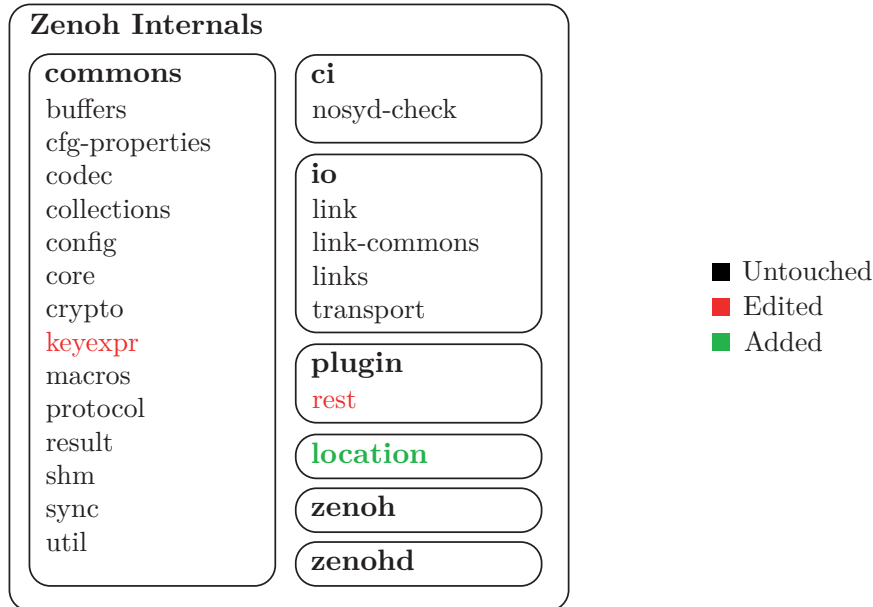 Zenoh Internals
commons
buffers
cfg-properties
codec
collections
config
core
crypto
keyexpr
macros
protocol
result
shm
sync
util
ci
nosyd-check
io
link
link-commons
links
transport
plugin
rest
location
zenoh
zenohd
Untouched
Edited
Added